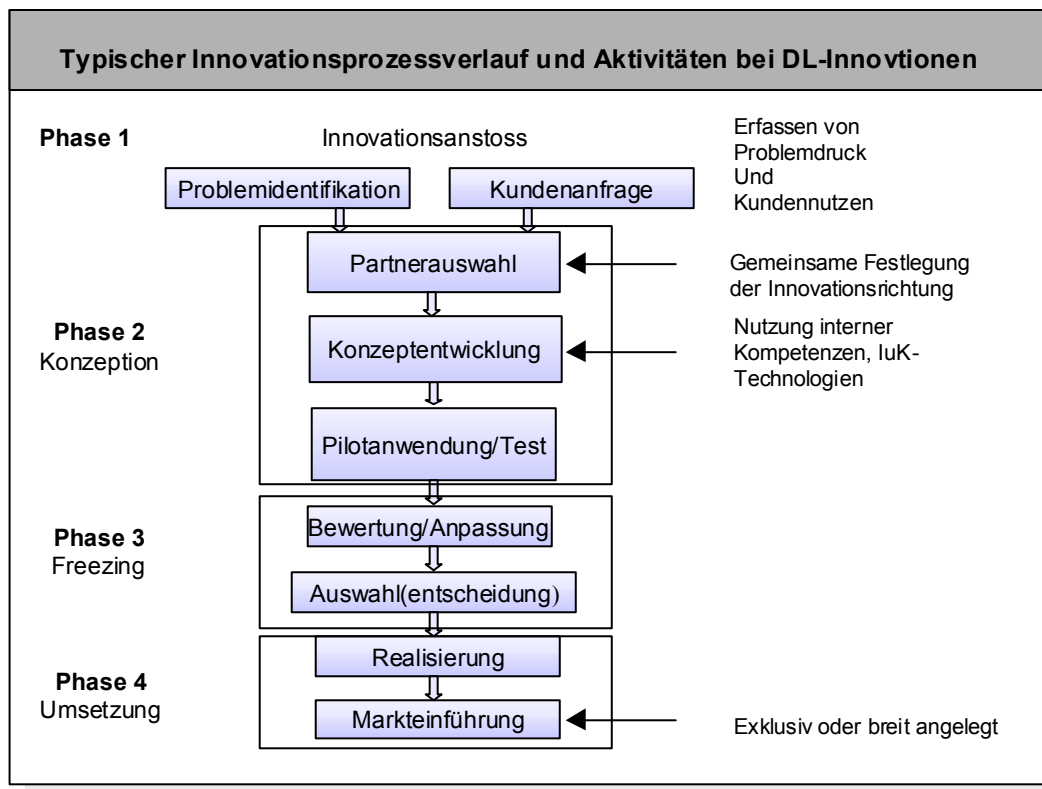 Typischer Innovationsprozessverlauf und Aktivitäten bei DL-Innovtionen
Phase 1
Innovationsanstoss
Erfassen von
Problemdruck
Und
Kundennutzen
Problemidentifikation
Kundenanfrage
Partnerauswahl
Gemeinsame Festlegung
der Innovationsrichtung
Phase 2
Konzeption
Konzeptentwicklung
Nutzung interner
Kompetenzen, IuK-
Technologien
Pilotanwendung/Test
Phase 3
Freezing
Bewertung/Anpassung
Auswahl(entscheidung)
Phase 4
Umsetzung
Realisierung
Markteinführung
Exklusiv oder breit angelegt